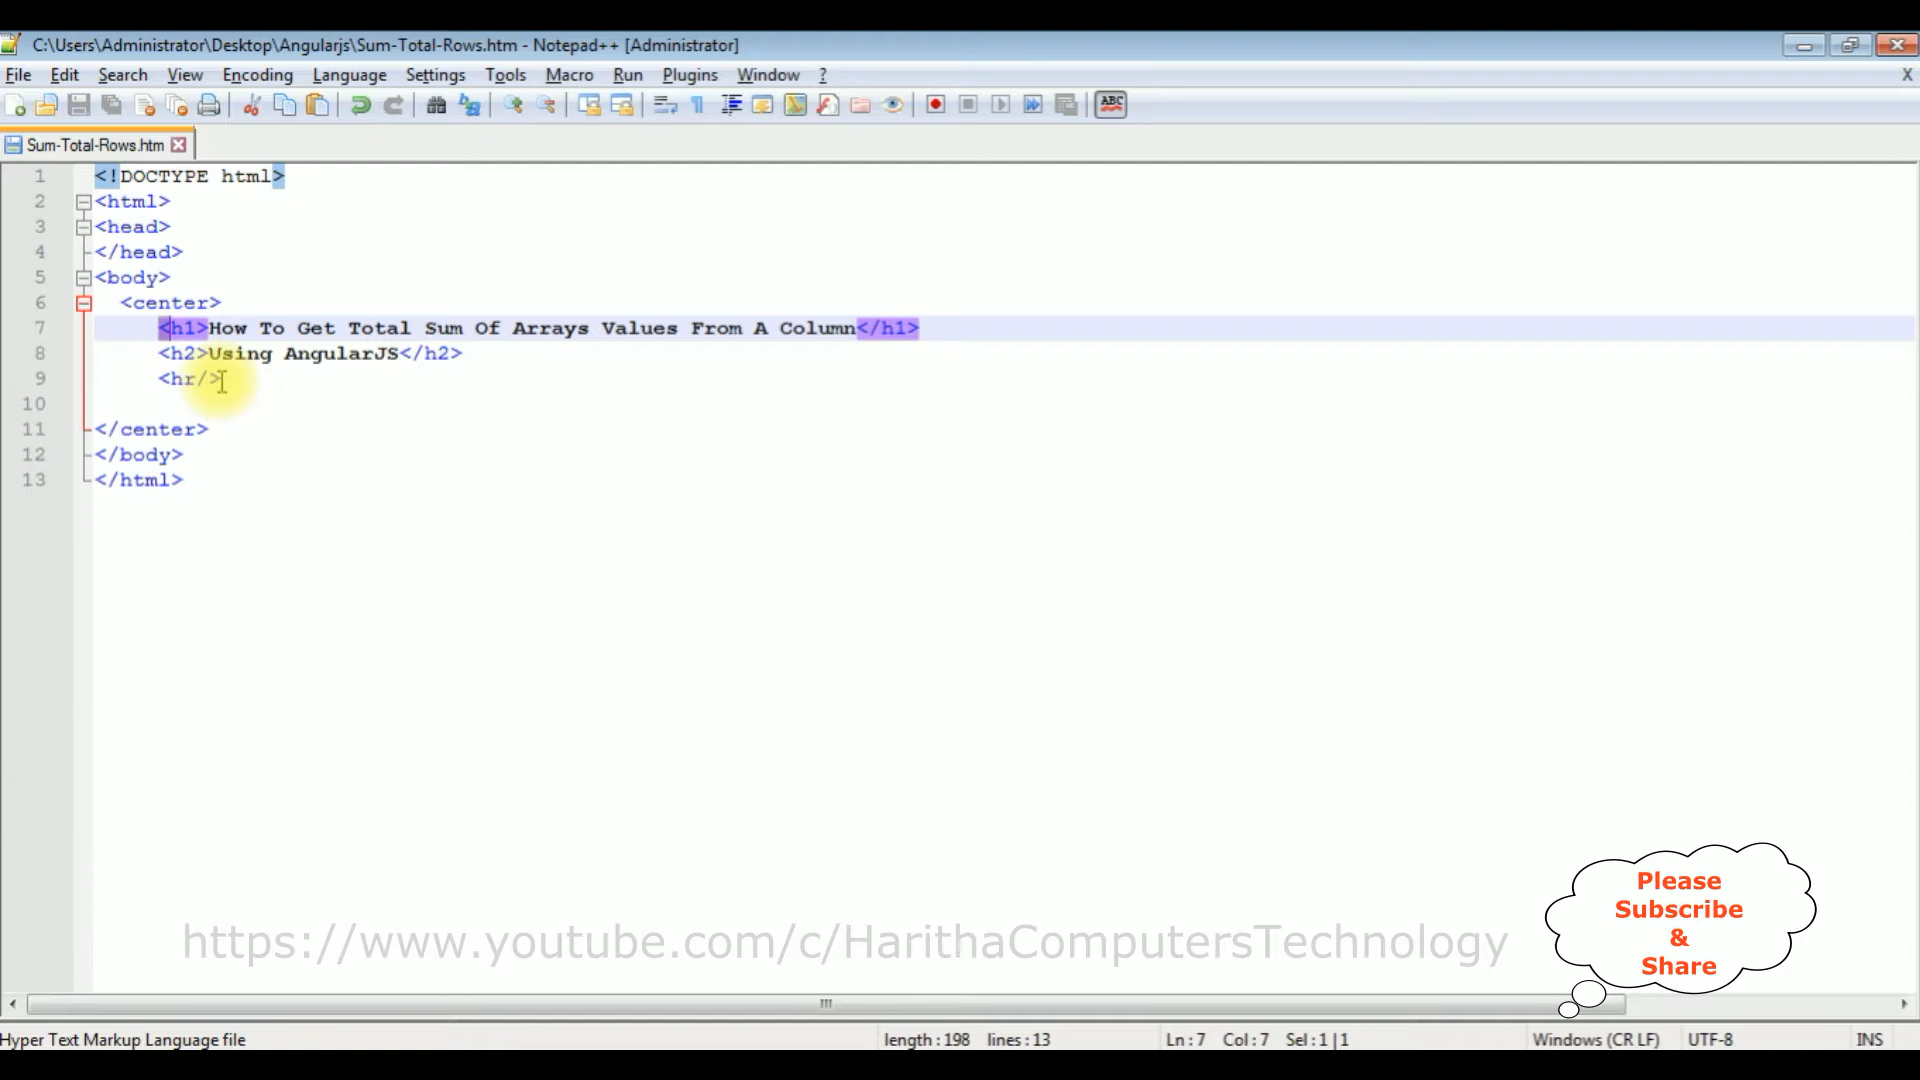 C:\Users\Administrator\Desktop\Angularjs\Sum-Total-Rows.htm - Notepad++ [Administrator]
File Edit Search View Encoding Language Settings Tools Macro Run Plugins Window ? X
ABC
Sum-Total-Rows.htm
1 <!DOCTYPE html>
2 <html>
3 <head>
4 </head>
5 <body>
6 <center>
7 <h1>How To Get Total Sum Of Arrays Values From A Column</h1>
8 <h2>Using AngularJS</h2>
9 <hr/>
10
11 </center>
12 </body>
13 </html>
Please
Subscribe
&
Share
https://www.youtube.com/c/HarithaComputersTechnology
Hyper Text Markup Language file length : 198 lines : 13 Ln : 7 Col : 7 Sel : 1 | 1 Windows (CR LF) UTF-8 INS